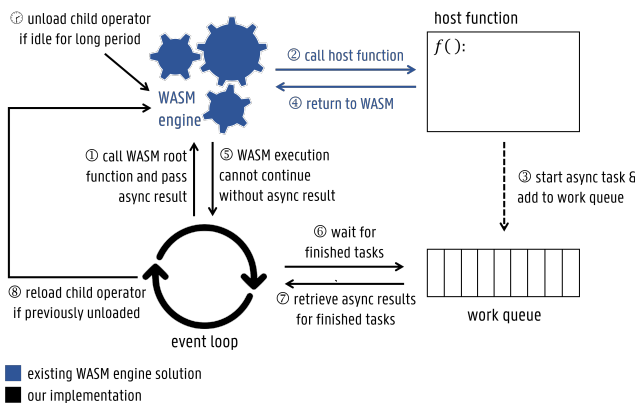 unload child operator
if idle for long period
host function
f():
② call host function
④ return to WASM
WASM
engine
① call WASM root
function and pass
async result
⑤ WASM execution
cannot continue
without async result
③ start async task &
add to work queue
⑥ wait for
finished tasks
⑧ reload child operator
if previously unloaded
⑦ retrieve async results
for finished tasks
work queue
event loop
existing WASM engine solution
our implementation